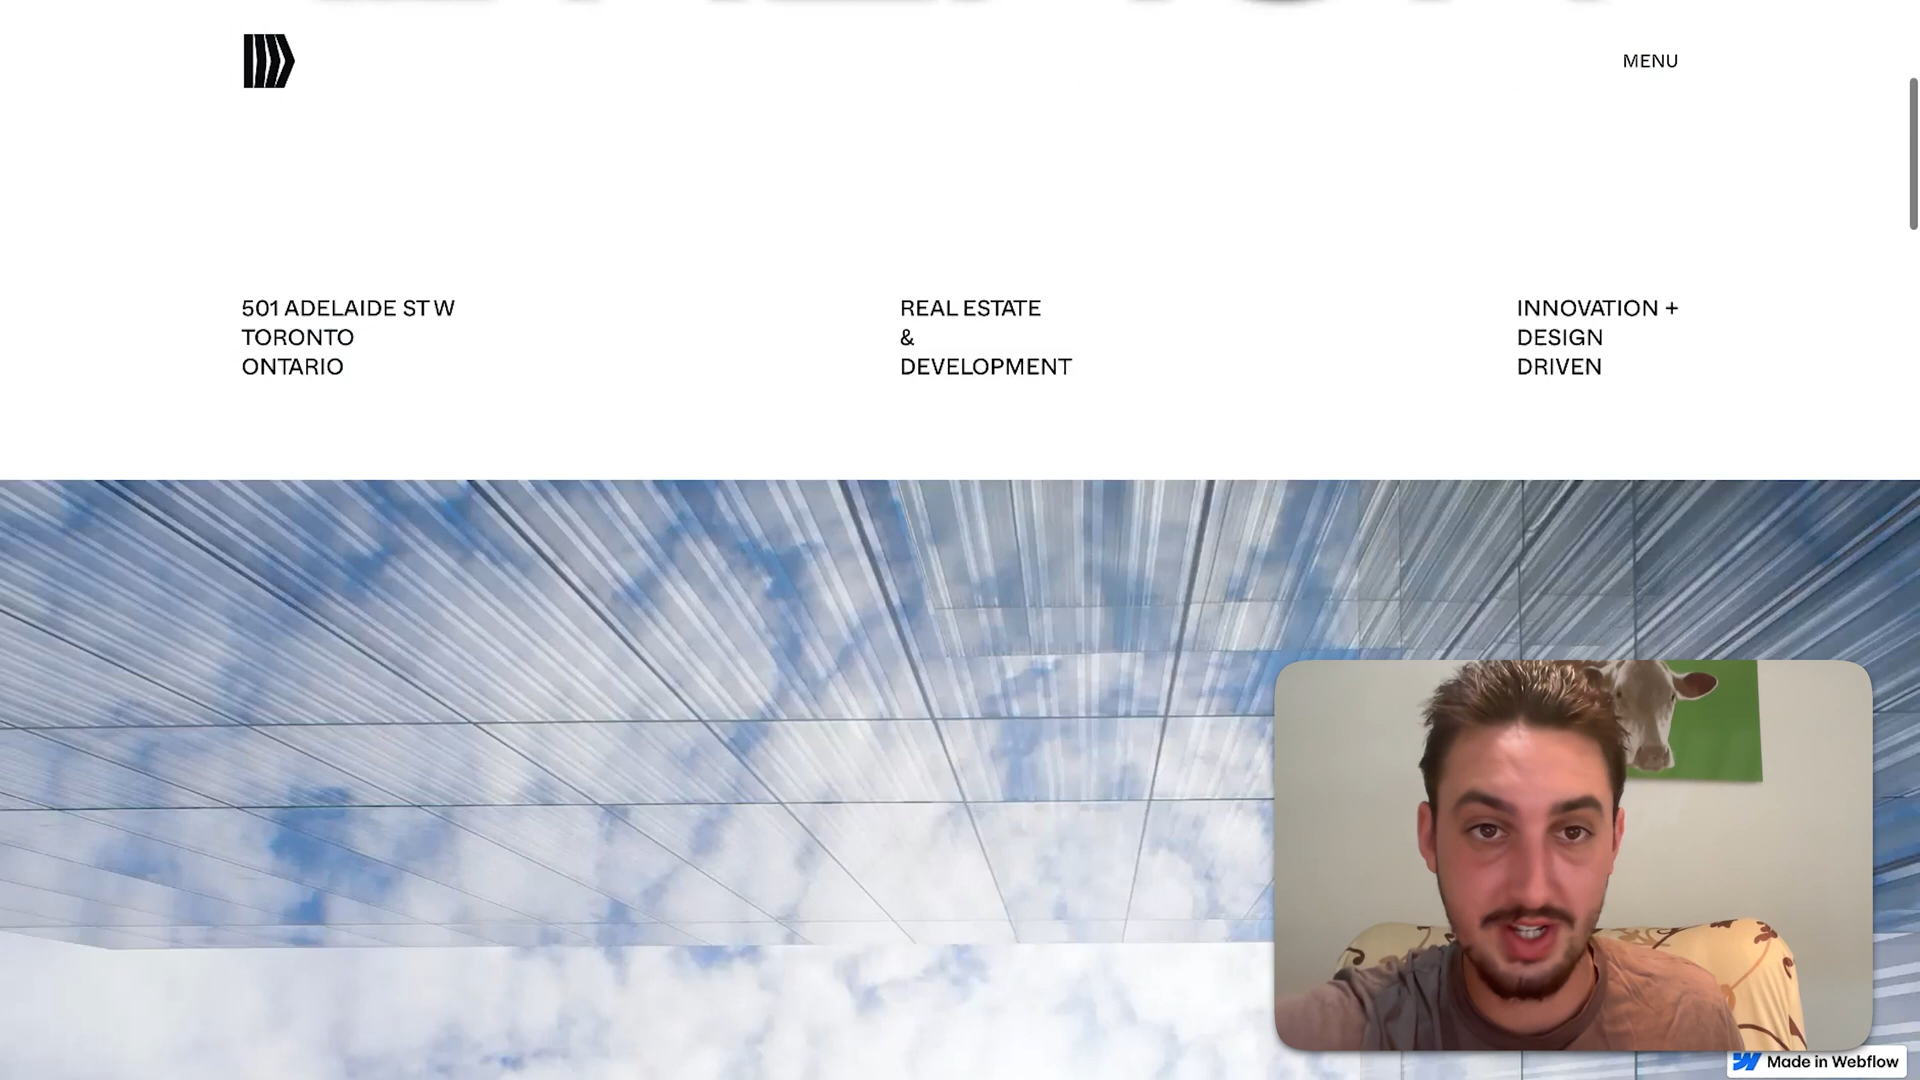 MENU
501 ADELAIDE ST W
TORONTO
ONTARIO
REAL ESTATE
&
DEVELOPMENT
INNOVATION +
DESIGN
DRIVEN
Made in Webflow